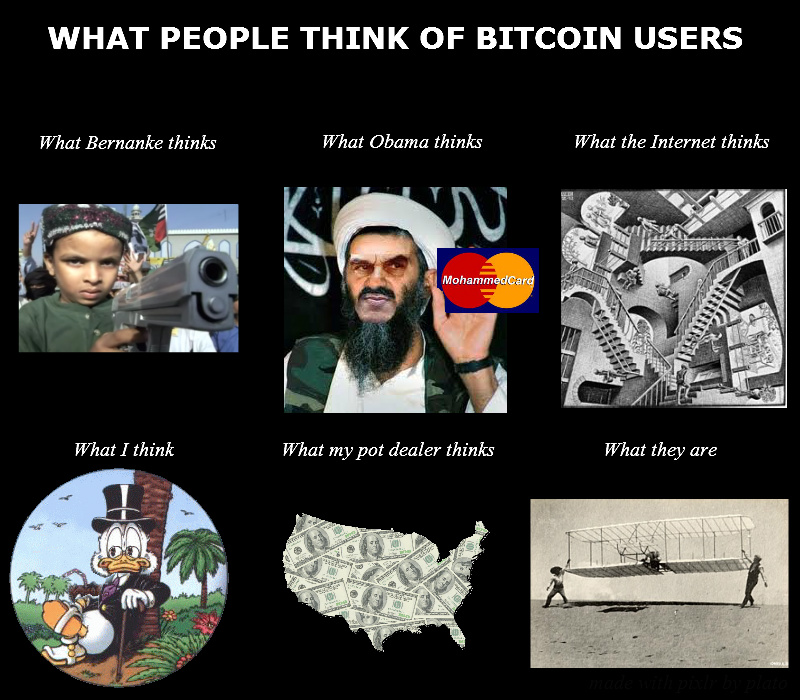 WHAT PEOPLE THINK OF BITCOIN USERS
What Bernanke thinks
What Obama thinks
What the Internet thinks
MohammedCard
What I think
What my pot dealer thinks
What they are
made with pixlr by plato